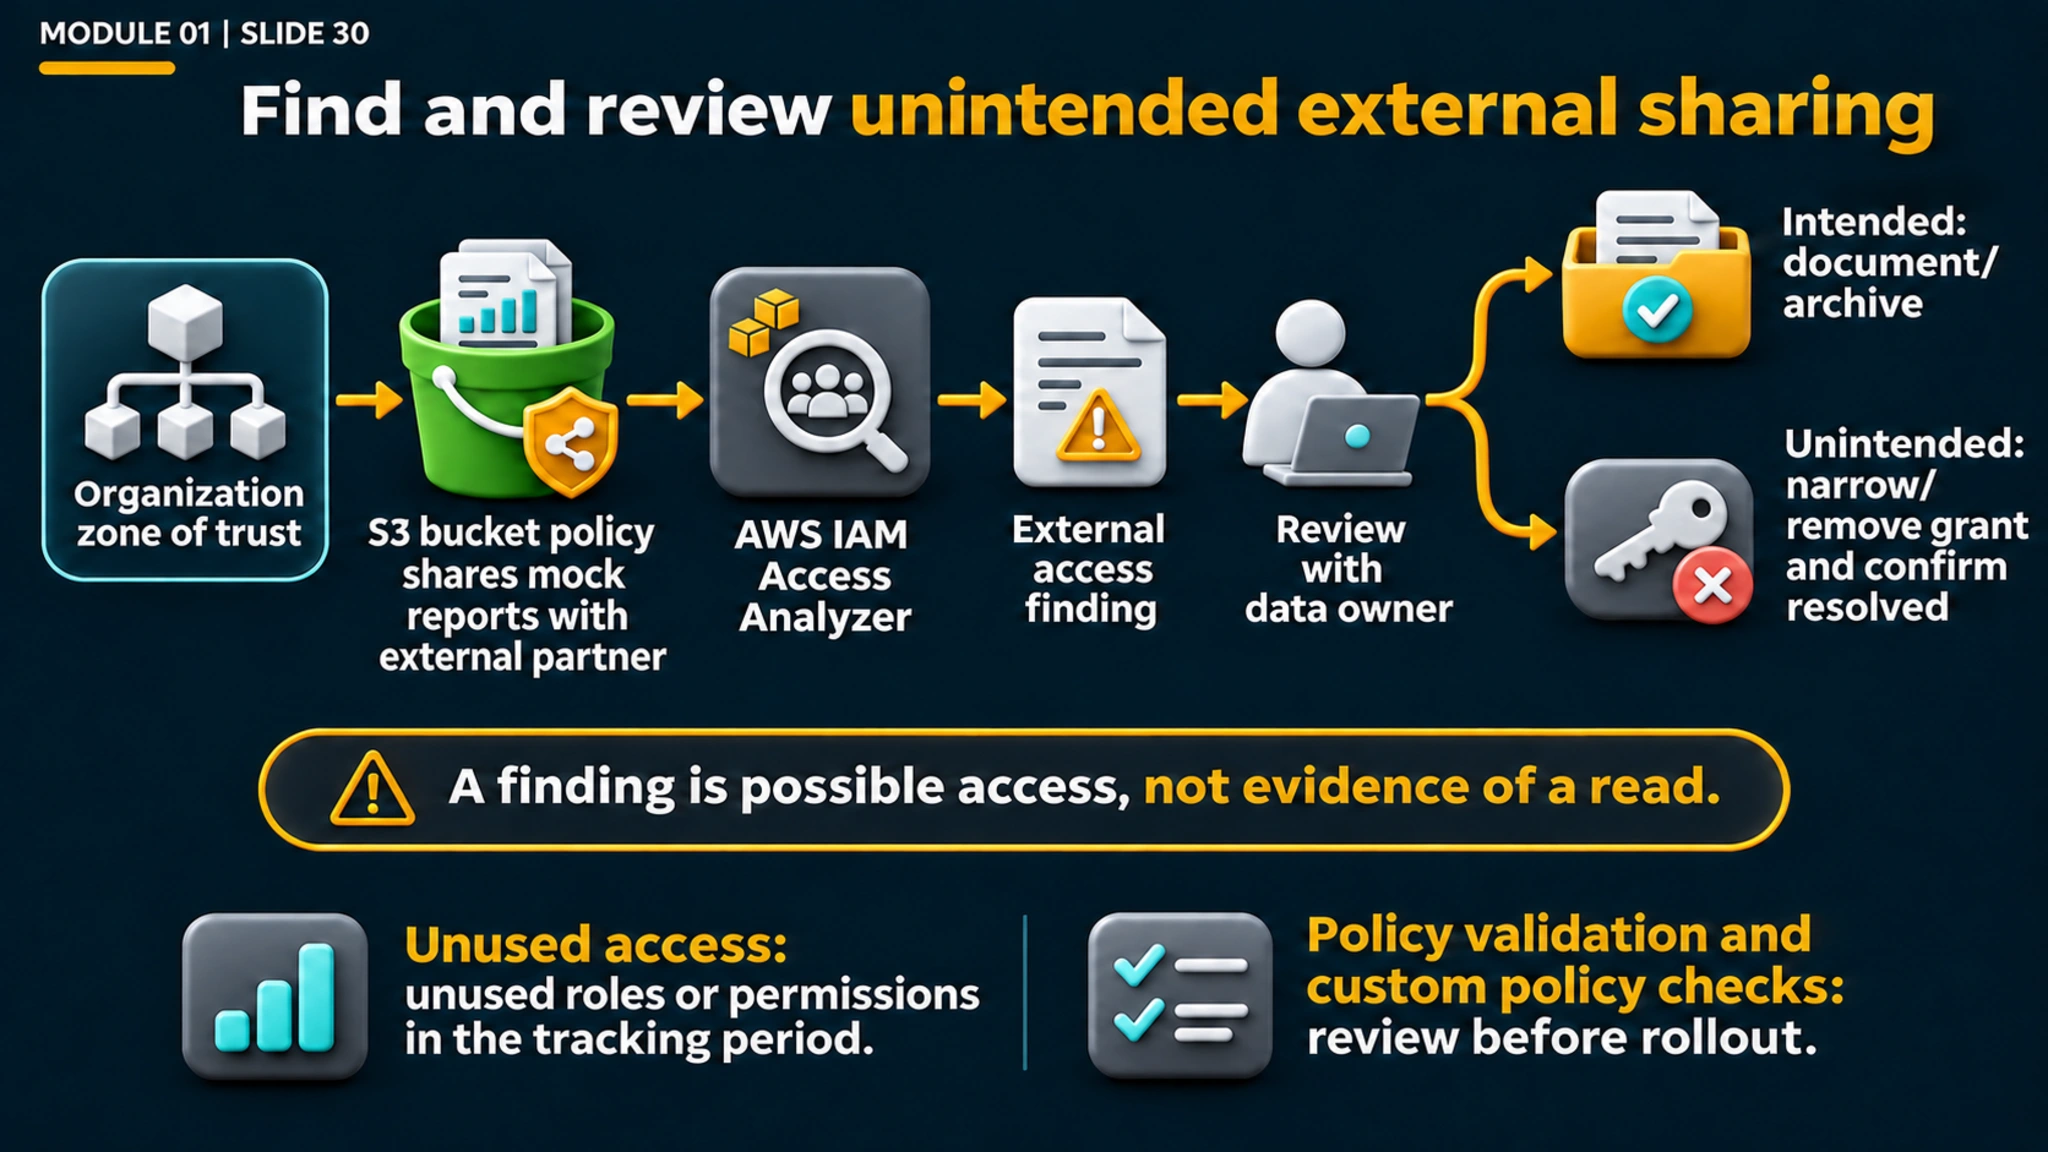 MODULE 01 | SLIDE 30
Find and review unintended external sharing
Organization
zone of trust
S3 bucket policy
shares mock
reports with
external partner
AWS IAM
Access
Analyzer
External
access
finding
Review
with
data owner
Intended:
document/
archive
Unintended:
narrow/
remove grant
and confirm
resolved
A finding is possible access, not evidence of a read.
Unused access:
unused roles or permissions
in the tracking period.
Policy validation and
custom policy checks:
review before rollout.